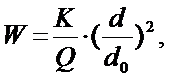 W = K/Q · (d/d₀)²,